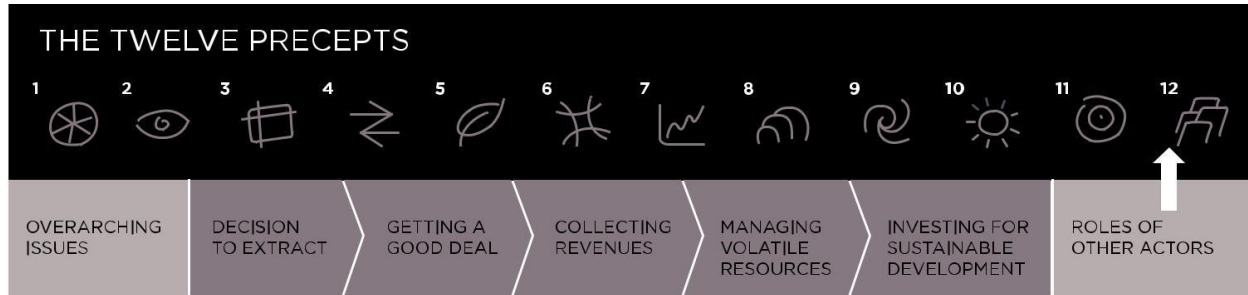 THE TWELVE PRECEPTS
1 2 3 4 5 6 7 8 9 10 11 12
OVERARCHING
ISSUES
DECISION
TO EXTRACT
GETTING A
GOOD DEAL
COLLECTING
REVENUES
MANAGING
VOLATILE
RESOURCES
INVESTING FOR
SUSTAINABLE
DEVELOPMENT
ROLES OF
OTHER ACTORS